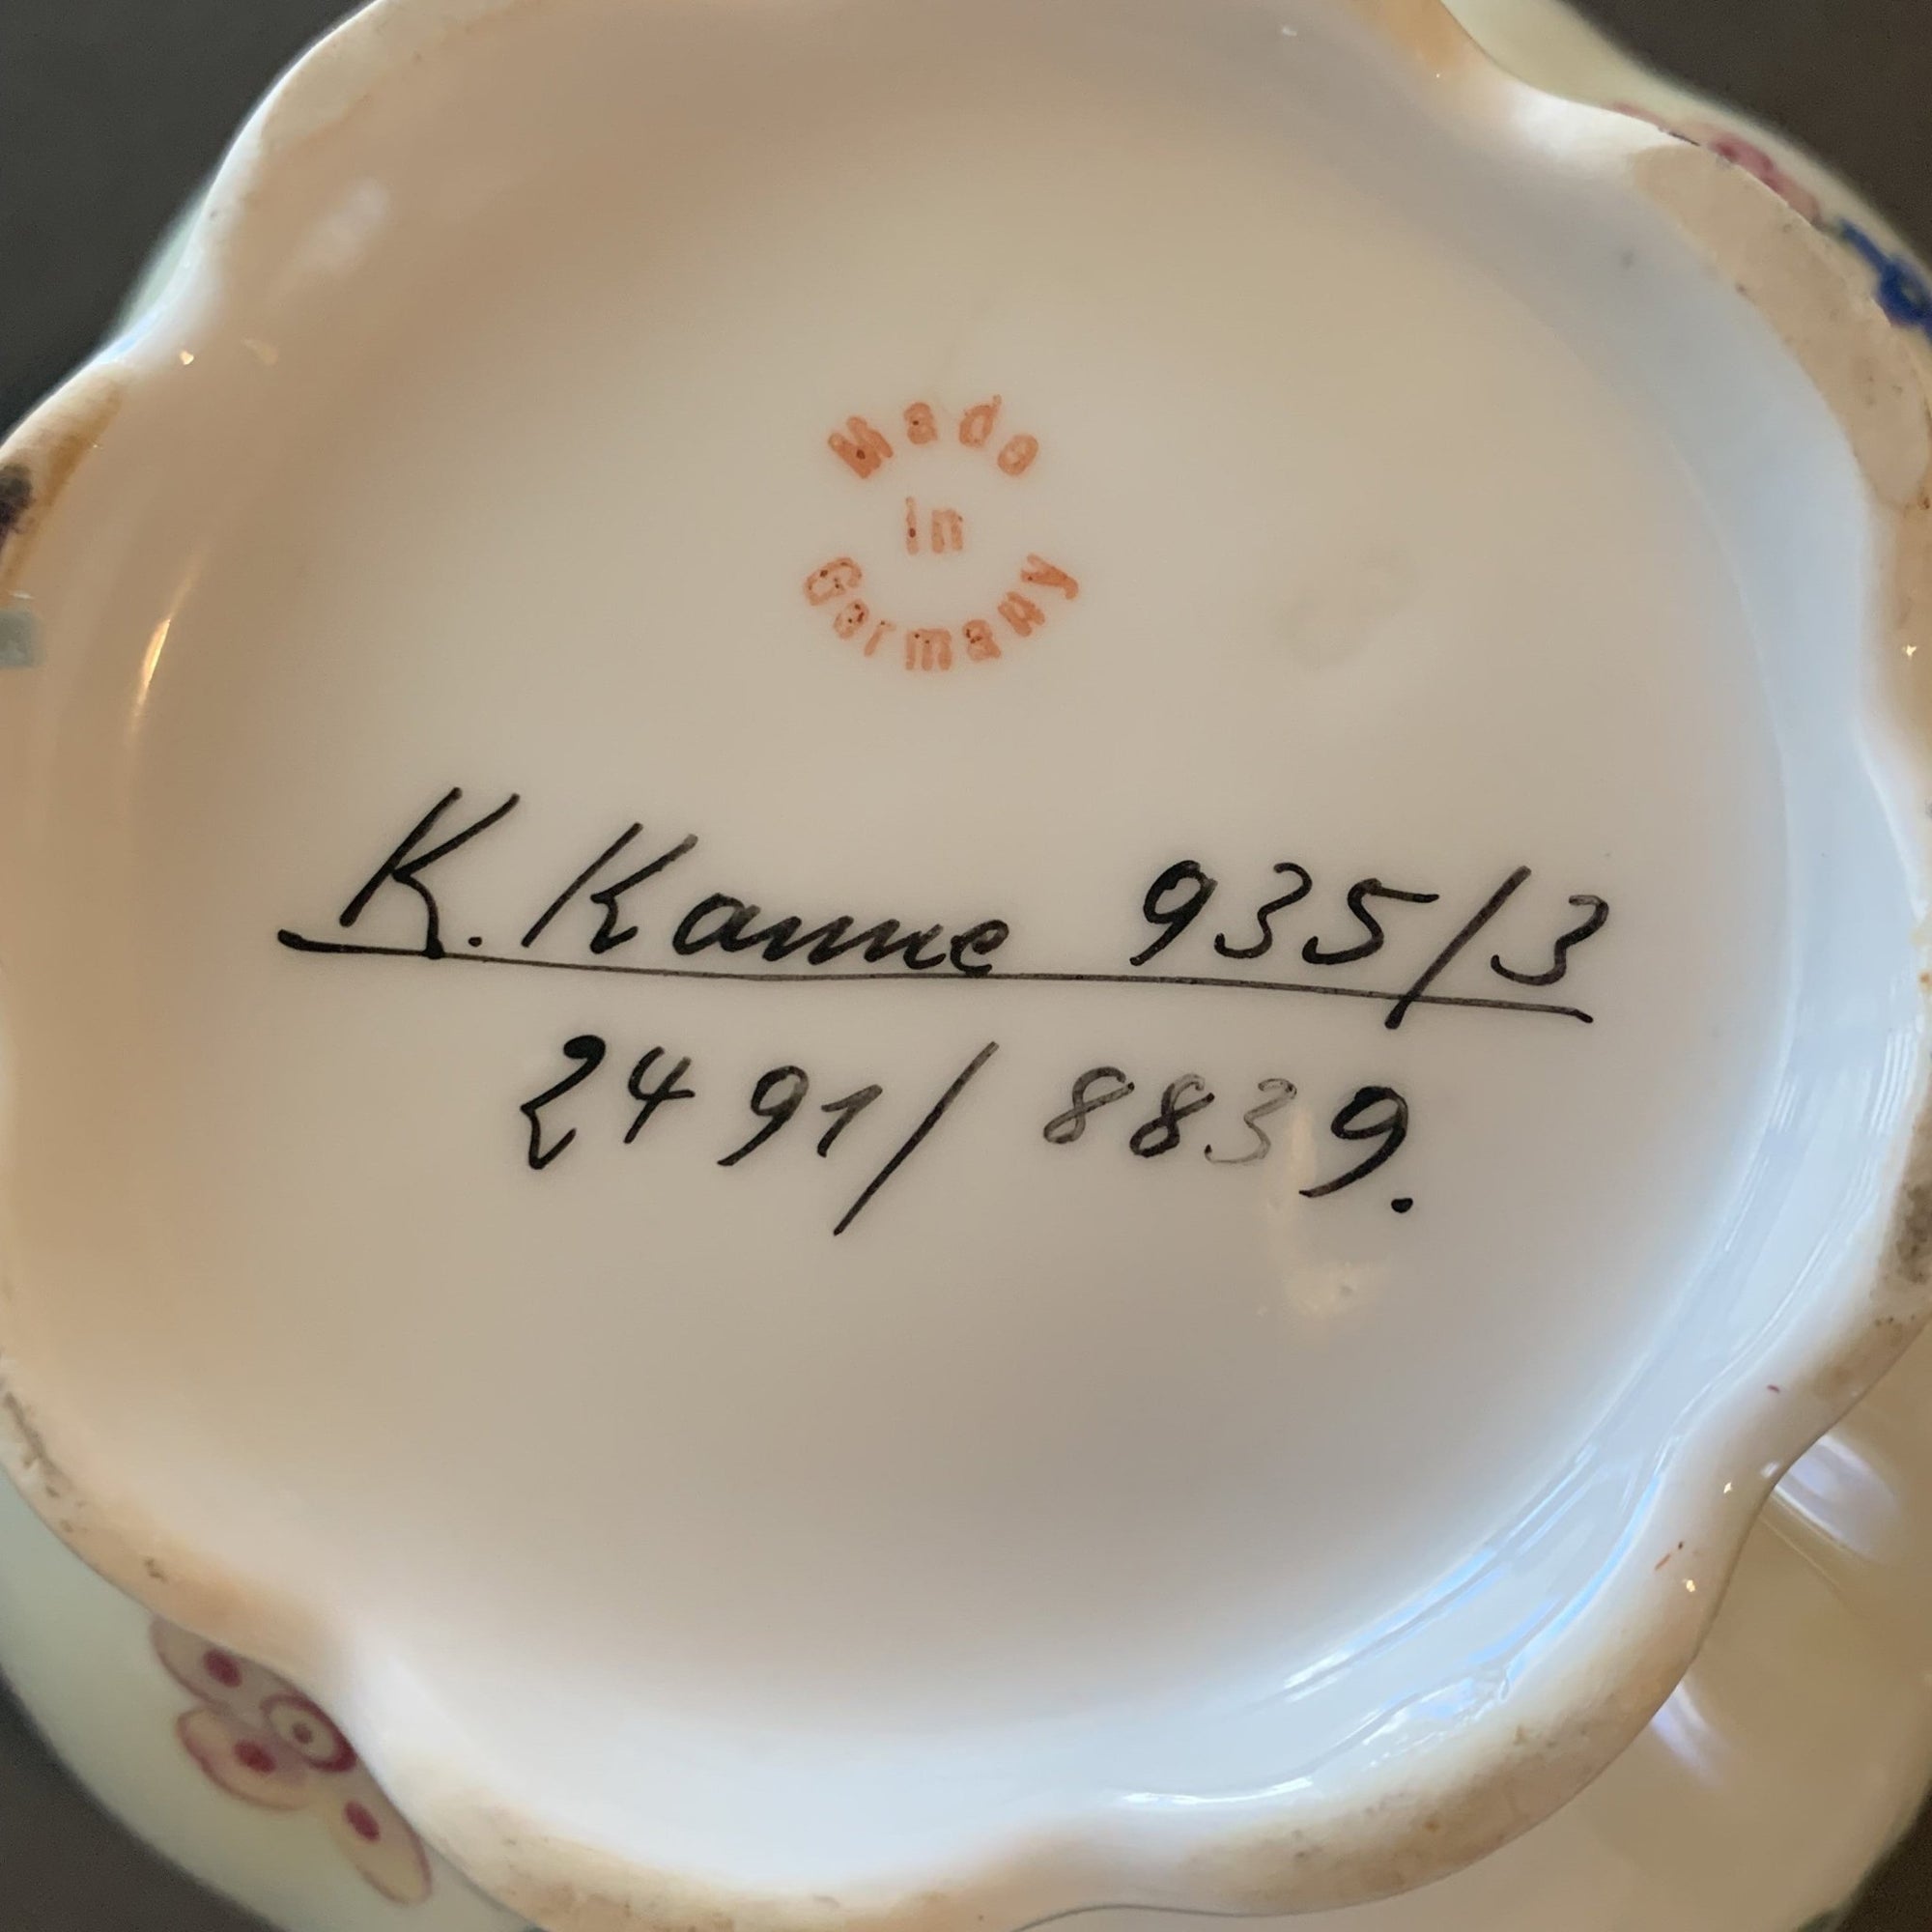 Made
in
Germany
K. Kanne 935/3
2491/8839.